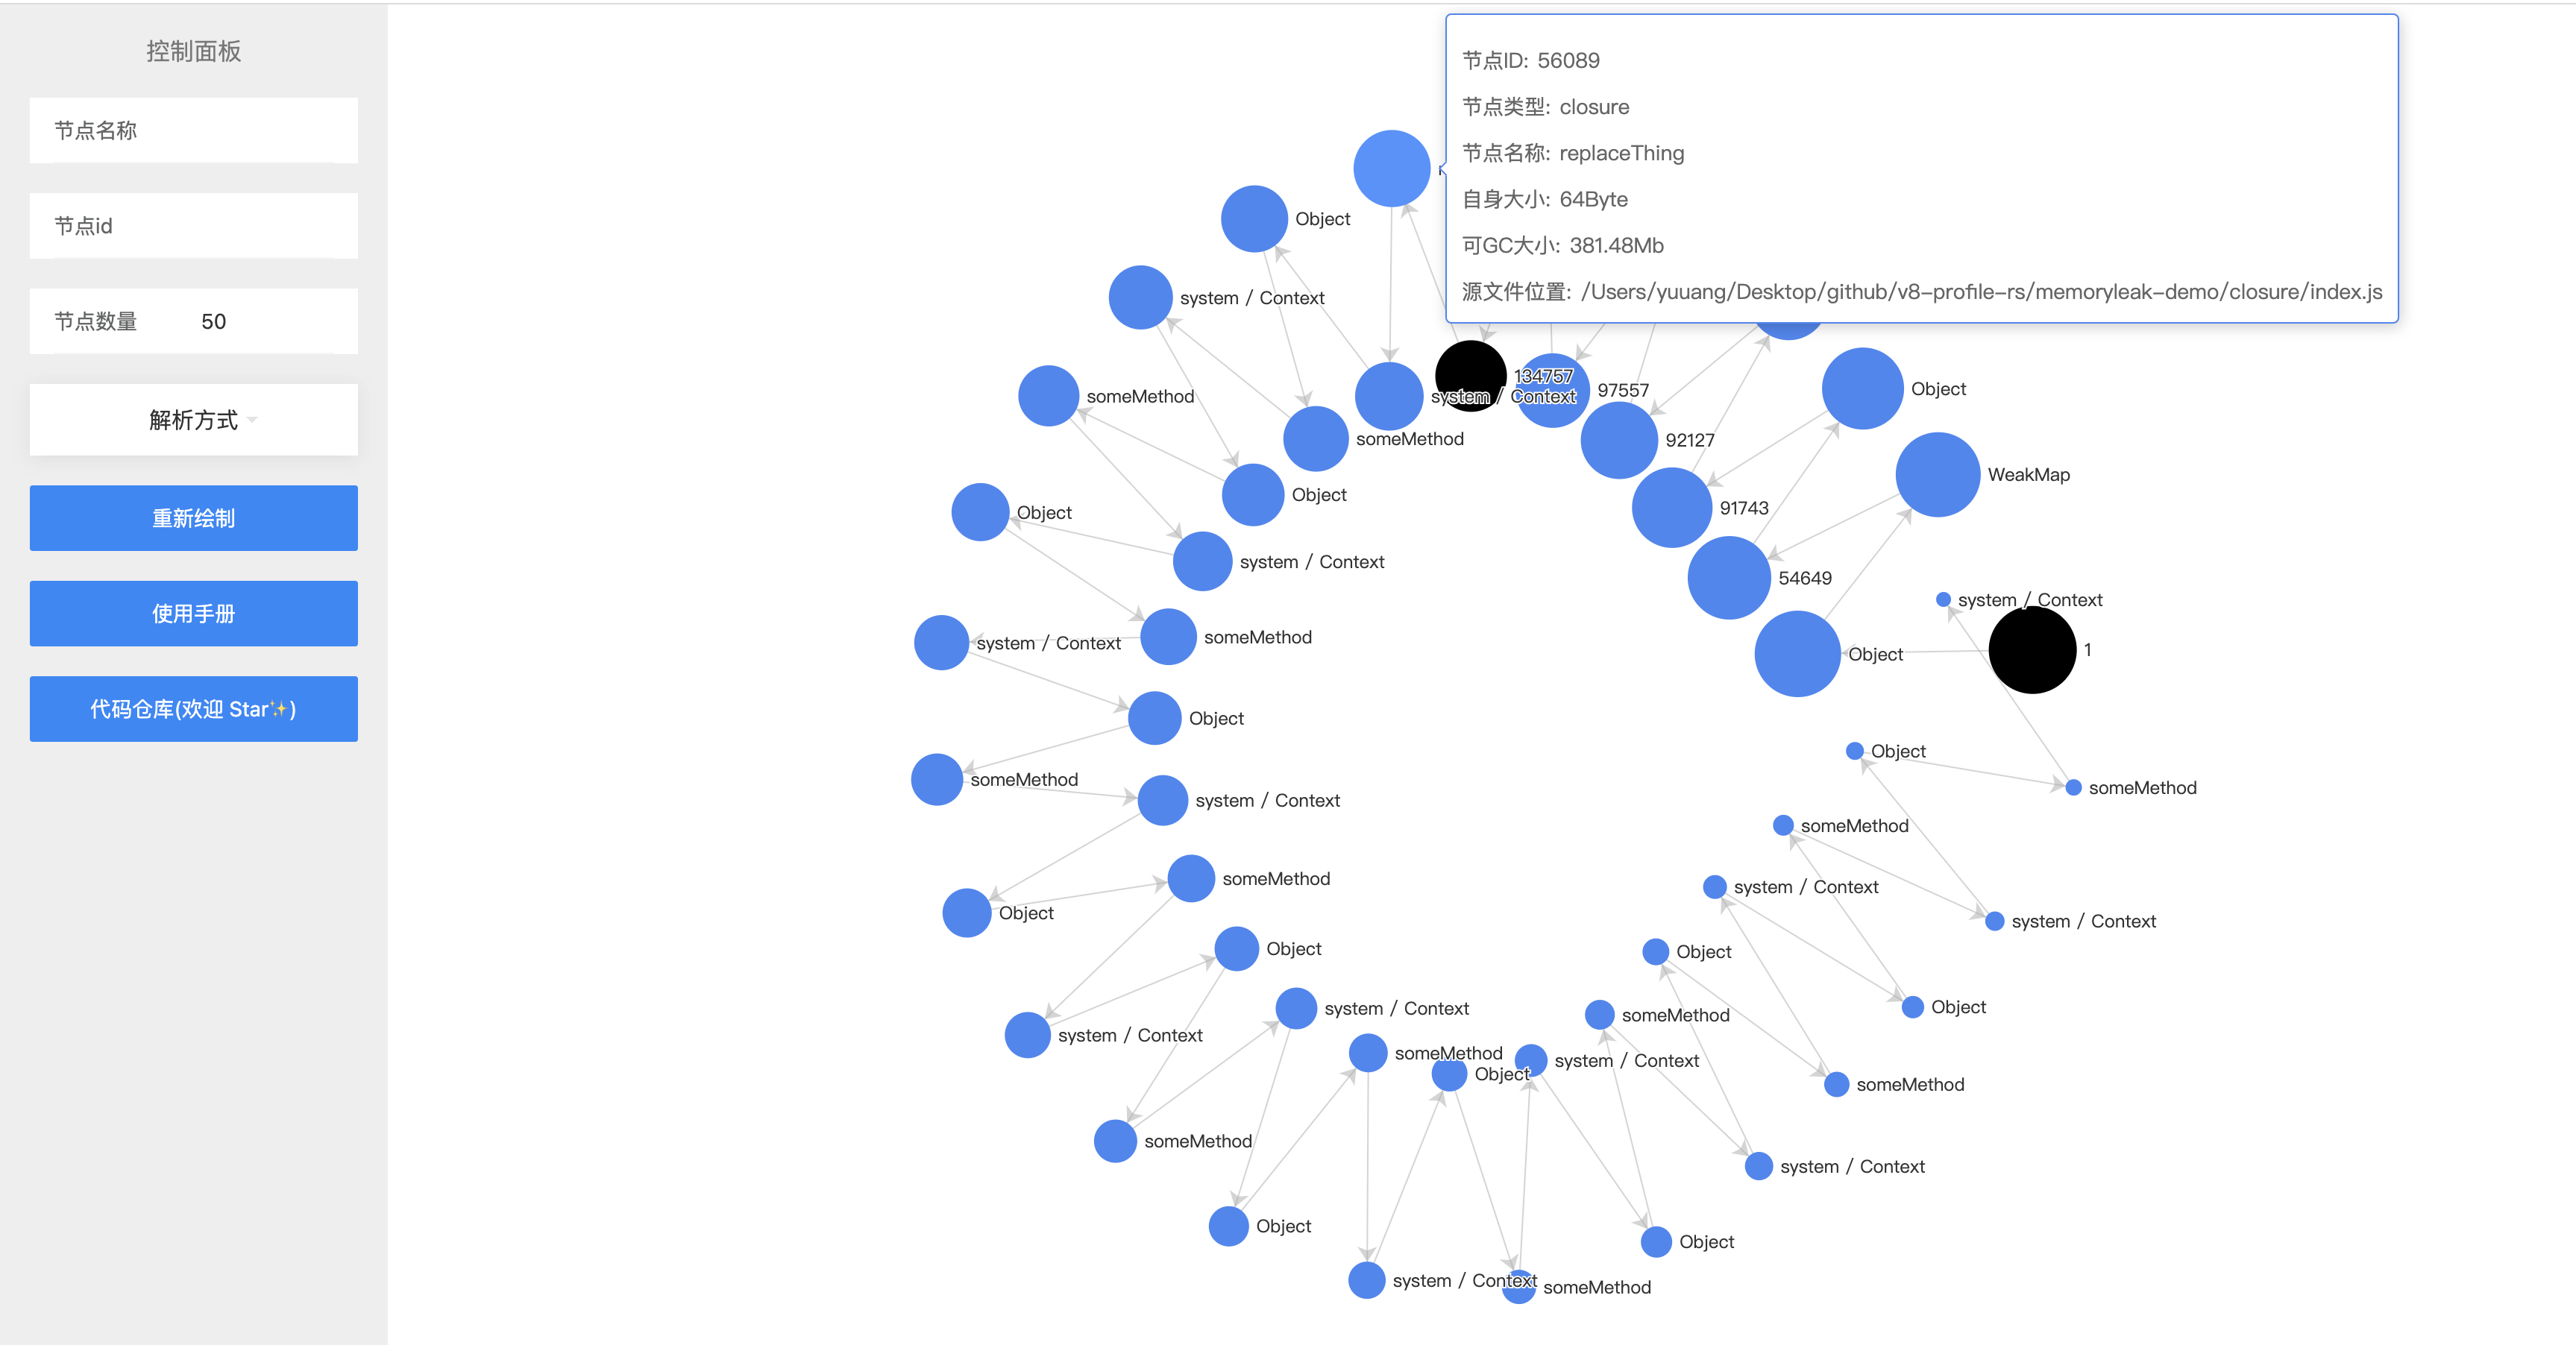 控制面板
节点名称
节点id
节点数量 50
解析方式
重新绘制
使用手册
代码仓库(欢迎 Star✨)
节点ID: 56089
节点类型: closure
节点名称: replaceThing
自身大小: 64Byte
可GC大小: 381.48Mb
源文件位置: /Users/yuuang/Desktop/github/v8-profile-rs/memoryleak-demo/closure/index.js
Object
system / Context
134757
Object
97557
someMethod
system / Context
someMethod
92127
WeakMap
Object
91743
Object
system / Context
54649
system / Context
someMethod
system / Context
1
Object
Object
Object
someMethod
someMethod
system / Context
someMethod
Object
someMethod
system / Context
Object
system / Context
Object
Object
Object
system / Context
someMethod
system / Context
someMethod
system / Context
Object
someMethod
someMethod
system / Context
Object
Object
system / Context
someMethod